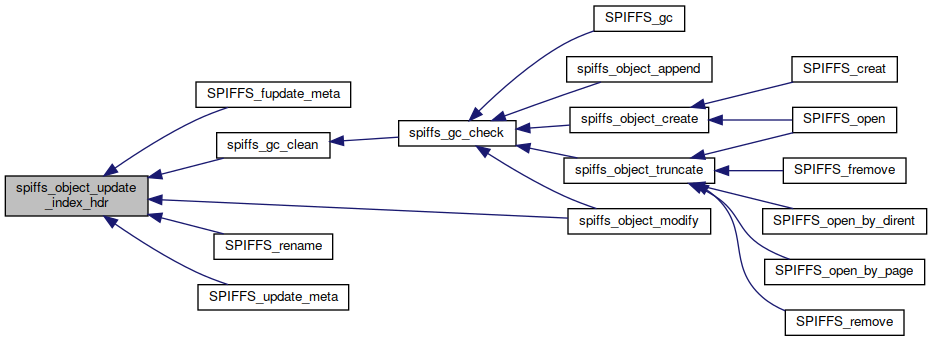 spiffs_object_update
_index_hdr
SPIFFS_fupdate_meta
spiffs_gc_clean
SPIFFS_rename
SPIFFS_update_meta
spiffs_gc_check
SPIFFS_gc
spiffs_object_append
spiffs_object_create
spiffs_object_truncate
spiffs_object_modify
SPIFFS_creat
SPIFFS_open
SPIFFS_fremove
SPIFFS_open_by_dirent
SPIFFS_open_by_page
SPIFFS_remove